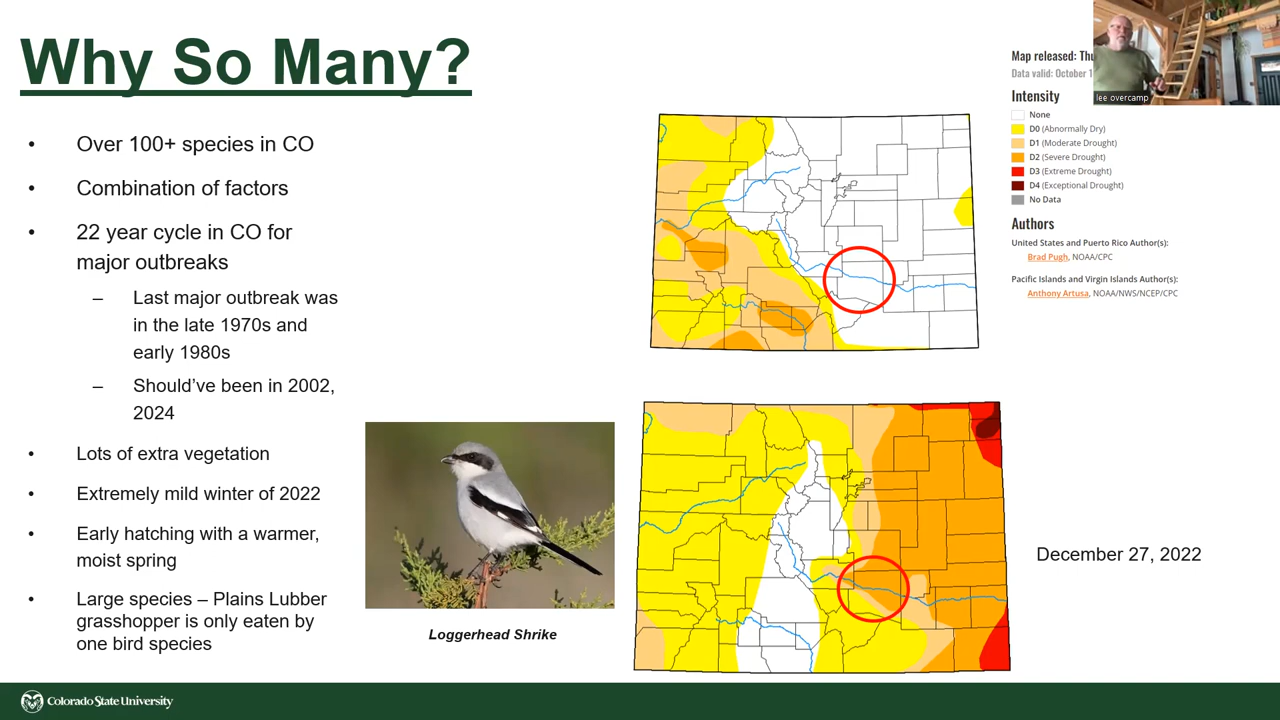 Why So Many?
• Over 100+ species in CO
• Combination of factors
• 22 year cycle in CO for
major outbreaks
– Last major outbreak was
in the late 1970s and
early 1980s
– Should’ve been in 2002,
2024
• Lots of extra vegetation
• Extremely mild winter of 2022
• Early hatching with a warmer,
moist spring
• Large species – Plains Lubber
grasshopper is only eaten by
one bird species
Loggerhead Shrike
Map released:
Data valid: October
Intensity
None
D0 (Abnormally Dry)
D1 (Moderate Drought)
D2 (Severe Drought)
D3 (Extreme Drought)
D4 (Exceptional Drought)
No Data
Authors
United States and Puerto Rico Author(s):
Brad Pugh, NOAA/CPC
Pacific Islands and Virgin Islands Author(s):
Anthony Artusa, NOAA/NWS/NCEP/CPC
lee overcamp
December 27, 2022
Colorado State University